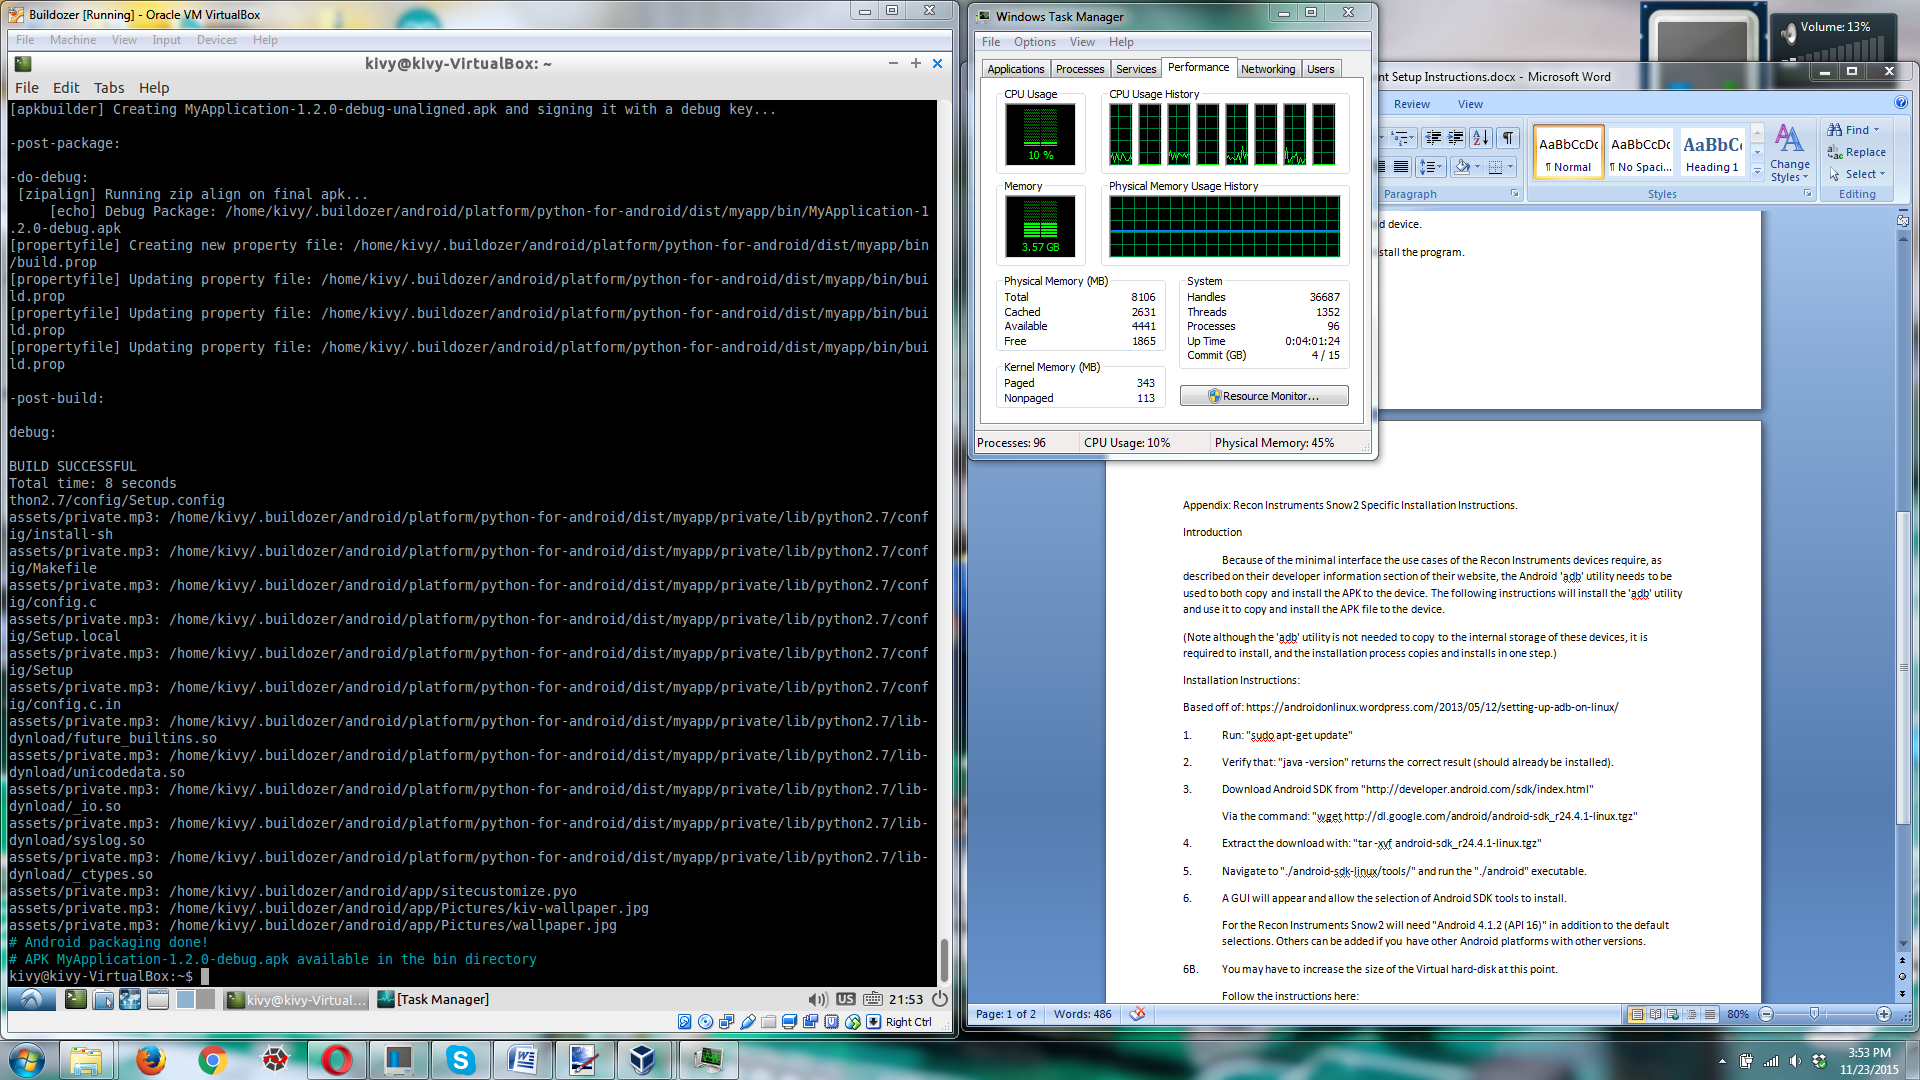 Buildozer [Running] - Oracle VM VirtualBox
File Machine View Input Devices Help
kivy@kivy-VirtualBox: ~
File Edit Tabs Help
[apkbuilder] Creating MyApplication-1.2.0-debug-unaligned.apk and signing it with a debug key...
-post-package:
-do-debug:
[zipalign] Running zip align on final apk...
[echo] Debug Package: /home/kivy/.buildozer/android/platform/python-for-android/dist/myapp/bin/MyApplication-1
.2.0-debug.apk
[propertyfile] Creating new property file: /home/kivy/.buildozer/android/platform/python-for-android/dist/myapp/bin
/build.prop
[propertyfile] Updating property file: /home/kivy/.buildozer/android/platform/python-for-android/dist/myapp/bin/bui
ld.prop
[propertyfile] Updating property file: /home/kivy/.buildozer/android/platform/python-for-android/dist/myapp/bin/bui
ld.prop
[propertyfile] Updating property file: /home/kivy/.buildozer/android/platform/python-for-android/dist/myapp/bin/bui
ld.prop
-post-build:
debug:
BUILD SUCCESSFUL
Total time: 8 seconds
thon2.7/config/Setup.config
assets/private.mp3: /home/kivy/.buildozer/android/platform/python-for-android/dist/myapp/private/lib/python2.7/conf
ig/install-sh
assets/private.mp3: /home/kivy/.buildozer/android/platform/python-for-android/dist/myapp/private/lib/python2.7/conf
ig/Makefile
assets/private.mp3: /home/kivy/.buildozer/android/platform/python-for-android/dist/myapp/private/lib/python2.7/conf
ig/config.c
assets/private.mp3: /home/kivy/.buildozer/android/platform/python-for-android/dist/myapp/private/lib/python2.7/conf
ig/Setup.local
assets/private.mp3: /home/kivy/.buildozer/android/platform/python-for-android/dist/myapp/private/lib/python2.7/conf
ig/Setup
assets/private.mp3: /home/kivy/.buildozer/android/platform/python-for-android/dist/myapp/private/lib/python2.7/conf
ig/config.c.in
assets/private.mp3: /home/kivy/.buildozer/android/platform/python-for-android/dist/myapp/private/lib/python2.7/lib-
dynload/future_builtins.so
assets/private.mp3: /home/kivy/.buildozer/android/platform/python-for-android/dist/myapp/private/lib/python2.7/lib-
dynload/unicodedata.so
assets/private.mp3: /home/kivy/.buildozer/android/platform/python-for-android/dist/myapp/private/lib/python2.7/lib-
dynload/_io.so
assets/private.mp3: /home/kivy/.buildozer/android/platform/python-for-android/dist/myapp/private/lib/python2.7/lib-
dynload/syslog.so
assets/private.mp3: /home/kivy/.buildozer/android/platform/python-for-android/dist/myapp/private/lib/python2.7/lib-
dynload/_ctypes.so
assets/private.mp3: /home/kivy/.buildozer/android/app/sitecustomize.pyo
assets/private.mp3: /home/kivy/.buildozer/android/app/Pictures/kiv-wallpaper.jpg
assets/private.mp3: /home/kivy/.buildozer/android/app/Pictures/wallpaper.jpg
# Android packaging done!
# APK MyApplication-1.2.0-debug.apk available in the bin directory
kivy@kivy-VirtualBox:~$
kivy@kivy-Virtual... [Task Manager] US 21:53
Right Ctrl
Windows Task Manager
File Options View Help
Applications Processes Services Performance Networking Users
CPU Usage CPU Usage History
10 %
Memory Physical Memory Usage History
3.57 GB
Physical Memory (MB)
Total 8106
Cached 2631
Available 4441
Free 1865
Kernel Memory (MB)
Paged 343
Nonpaged 113
System
Handles 36687
Threads 1352
Processes 96
Up Time 0:04:01:24
Commit (GB) 4 / 15
Resource Monitor...
Processes: 96 CPU Usage: 10% Physical Memory: 45%
Volume: 13%
nt Setup Instructions.docx - Microsoft Word
Review View
AaBbCcDc AaBbCcDc AaBbCc
¶ Normal ¶ No Spaci... Heading 1
Change Styles
Find
Replace
Select
Paragraph Styles Editing
d device.
stall the program.
Appendix: Recon Instruments Snow2 Specific Installation Instructions.
Introduction
Because of the minimal interface the use cases of the Recon Instruments devices require, as
described on their developer information section of their website, the Android 'adb' utility needs to be
used to both copy and install the APK to the device. The following instructions will install the 'adb' utility
and use it to copy and install the APK file to the device.
(Note although the 'adb' utility is not needed to copy to the internal storage of these devices, it is
required to install, and the installation process copies and installs in one step.)
Installation Instructions:
Based off of: https://androidonlinux.wordpress.com/2013/05/12/setting-up-adb-on-linux/
1. Run: "sudo apt-get update"
2. Verify that: "java -version" returns the correct result (should already be installed).
3. Download Android SDK from "http://developer.android.com/sdk/index.html"
Via the command: "wget http://dl.google.com/android/android-sdk_r24.4.1-linux.tgz"
4. Extract the download with: "tar -xvf android-sdk_r24.4.1-linux.tgz"
5. Navigate to "./android-sdk-linux/tools/" and run the "./android" executable.
6. A GUI will appear and allow the selection of Android SDK tools to install.
For the Recon Instruments Snow2 will need "Android 4.1.2 (API 16)" in addition to the default
selections. Others can be added if you have other Android platforms with other versions.
6B. You may have to increase the size of the Virtual hard-disk at this point.
Follow the instructions here:
Page: 1 of 2 Words: 486 80%
3:53 PM
11/23/2015